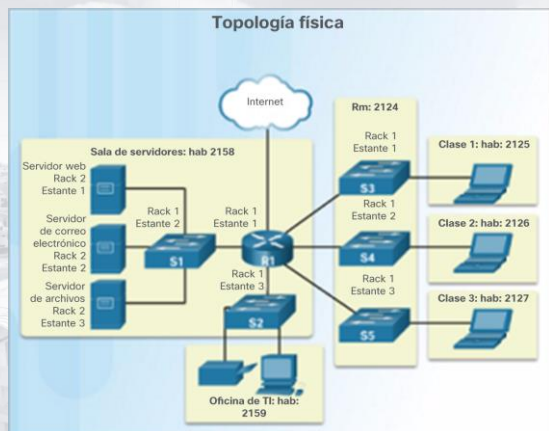 Topología física
Internet
Rm: 2124
Sala de servidores: hab 2158
Servidor web
Rack 2
Estante 1
Servidor
de correo
electrónico
Rack 2
Estante 2
Servidor
de archivos
Rack 2
Estante 3
Rack 1
Estante 2
S1
Rack 1
Estante 1
R1
Rack 1
Estante 3
S2
Oficina de TI: hab:
2159
Rack 1
Estante 1
S3
Rack 1
Estante 2
S4
Rack 1
Estante 3
S5
Clase 1: hab: 2125
Clase 2: hab: 2126
Clase 3: hab: 2127